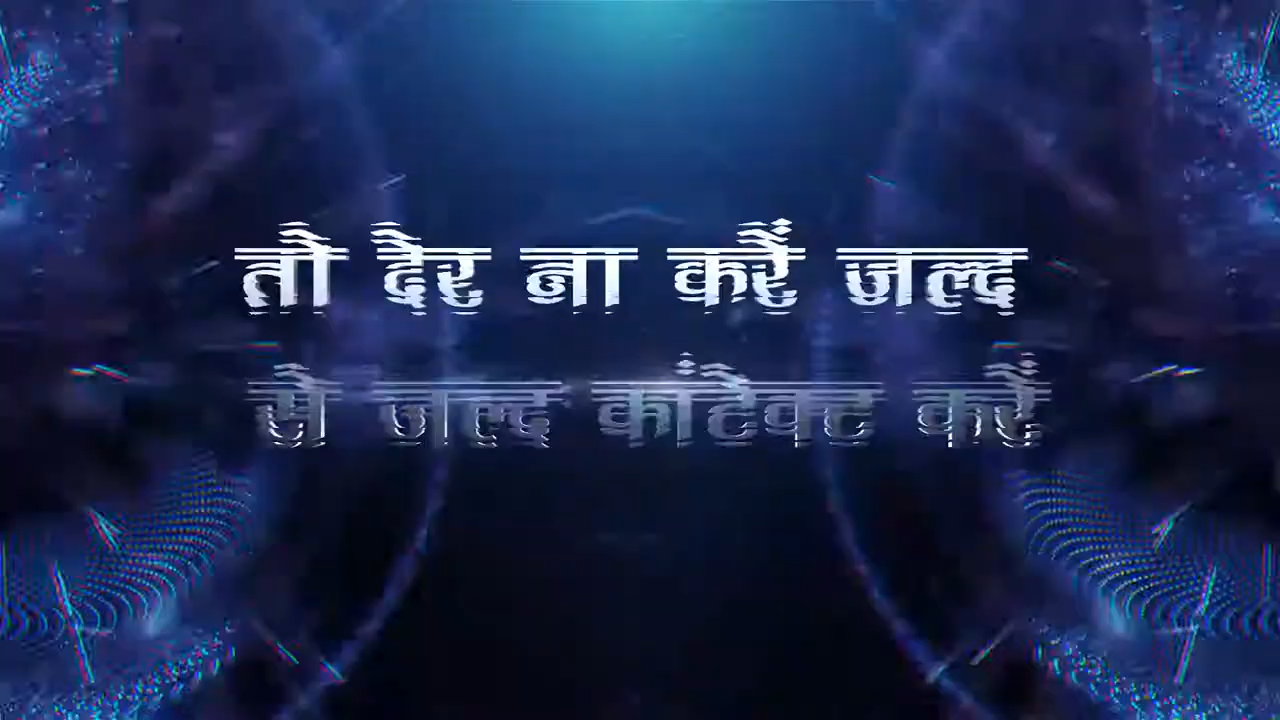 तो देर ना करें जल्द
से जल्द कांटेक्ट करें